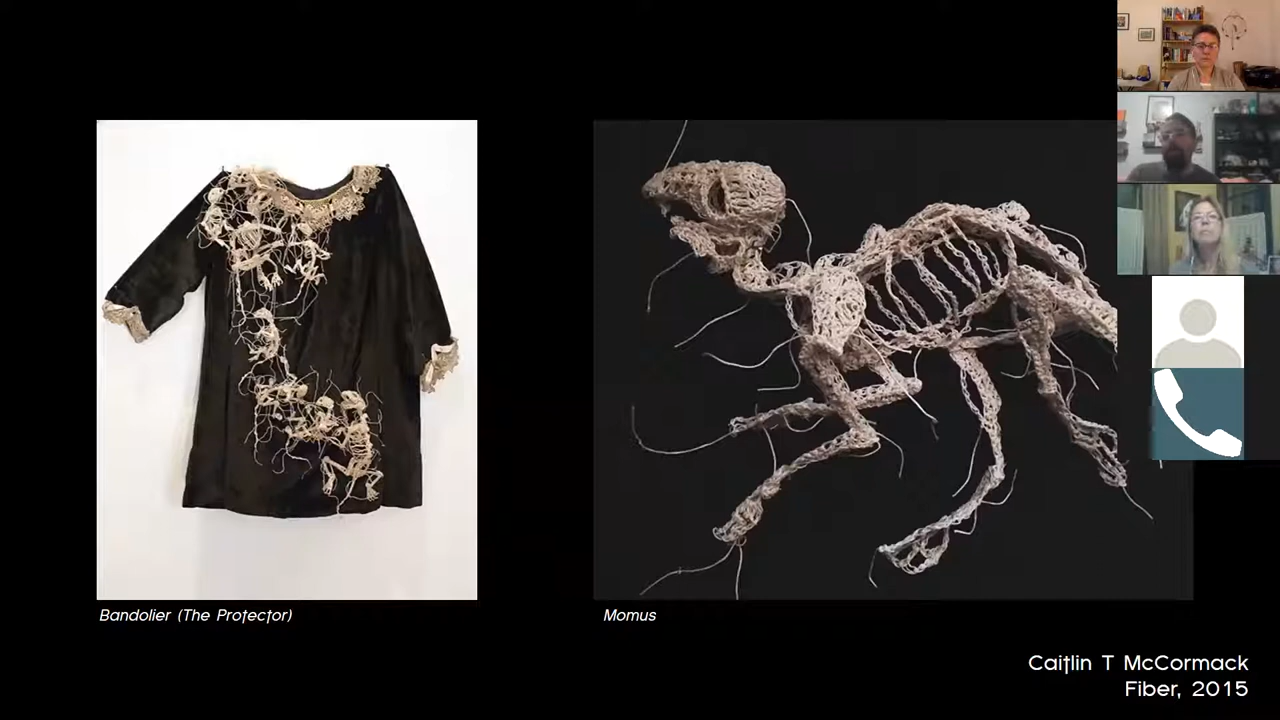 Bandolier (The Protector)
Momus
Caitlin T McCormack
Fiber, 2015